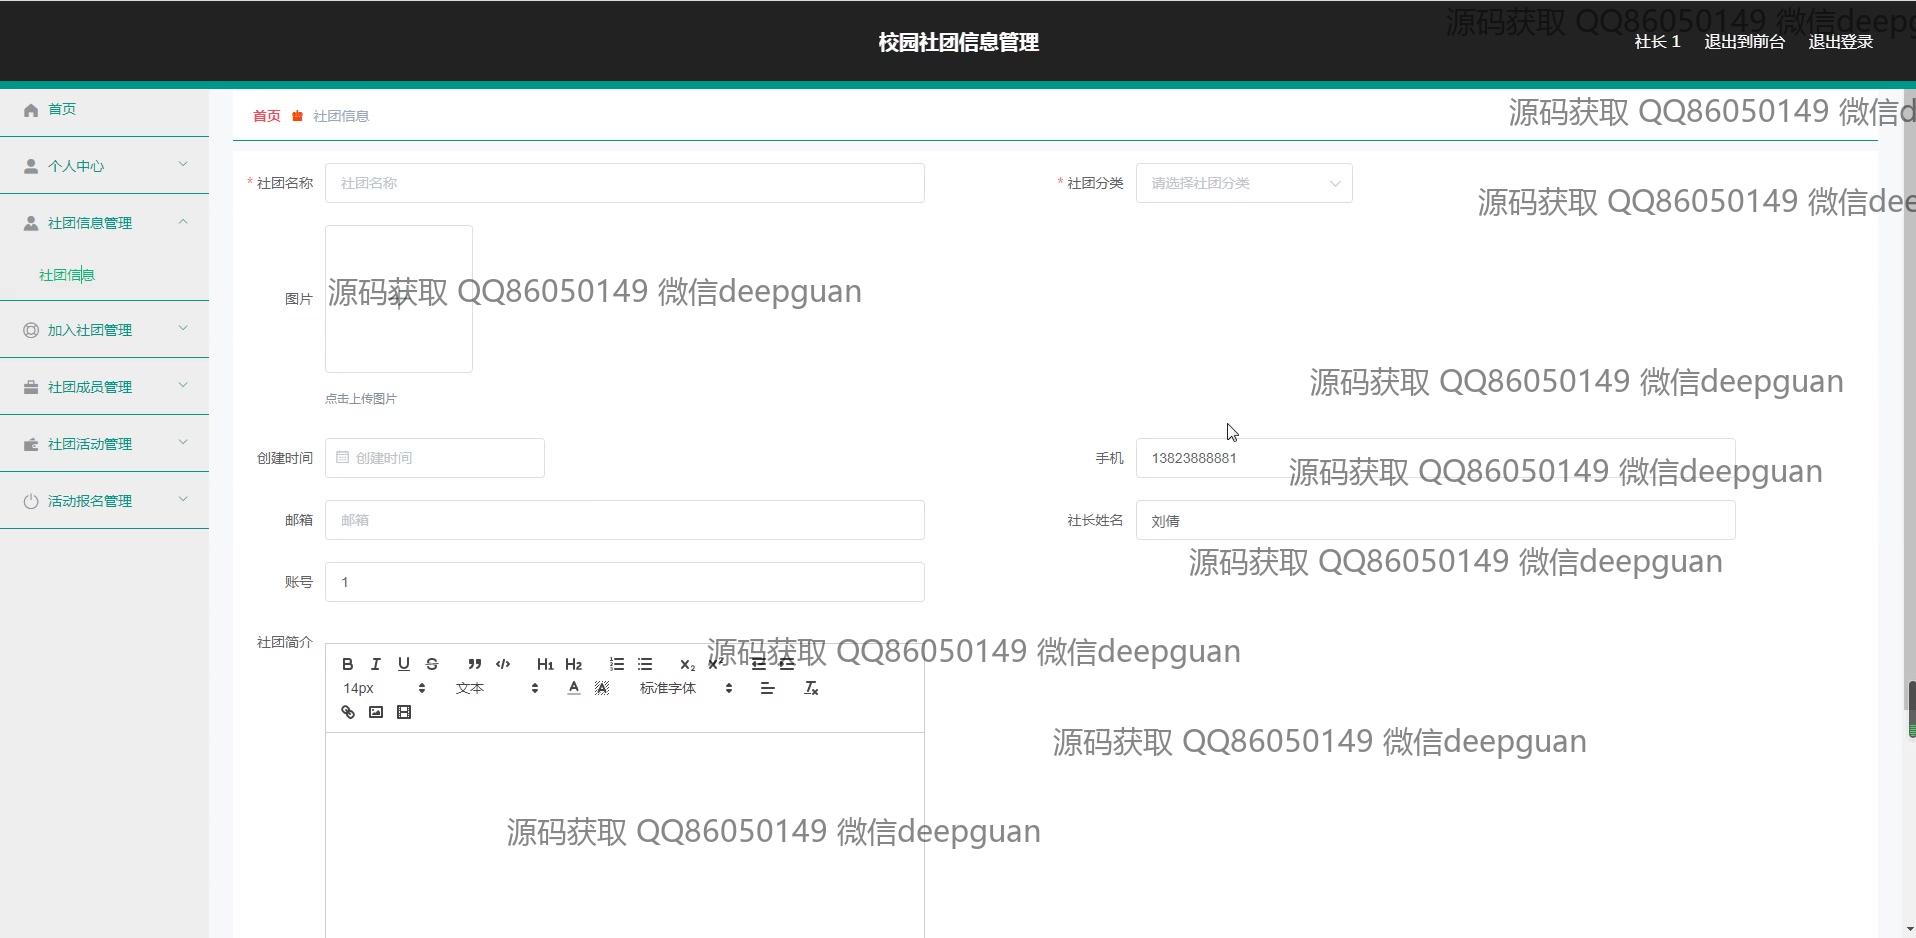 校园社团信息管理
源码获取 QQ86050149 微信deepg
社长 1 退出到前台 退出登录
首页
个人中心
社团信息管理
社团信息
加入社团管理
社团成员管理
社团活动管理
活动报名管理
首页 社团信息
源码获取 QQ86050149 微信d
* 社团名称 社团名称
* 社团分类 请选择社团分类
源码获取 QQ86050149 微信dee
图片
源码获取 QQ86050149 微信deepguan
点击上传图片
源码获取 QQ86050149 微信deepguan
创建时间 创建时间
手机 13823888881
源码获取 QQ86050149 微信deepguan
邮箱 邮箱
社长姓名 刘倩
源码获取 QQ86050149 微信deepguan
账号 1
社团简介
源码获取 QQ86050149 微信deepguan
B I U S ” </> H1 H2 X2 X2
14px 文本 A A 标准字体 Tx
源码获取 QQ86050149 微信deepguan
源码获取 QQ86050149 微信deepguan